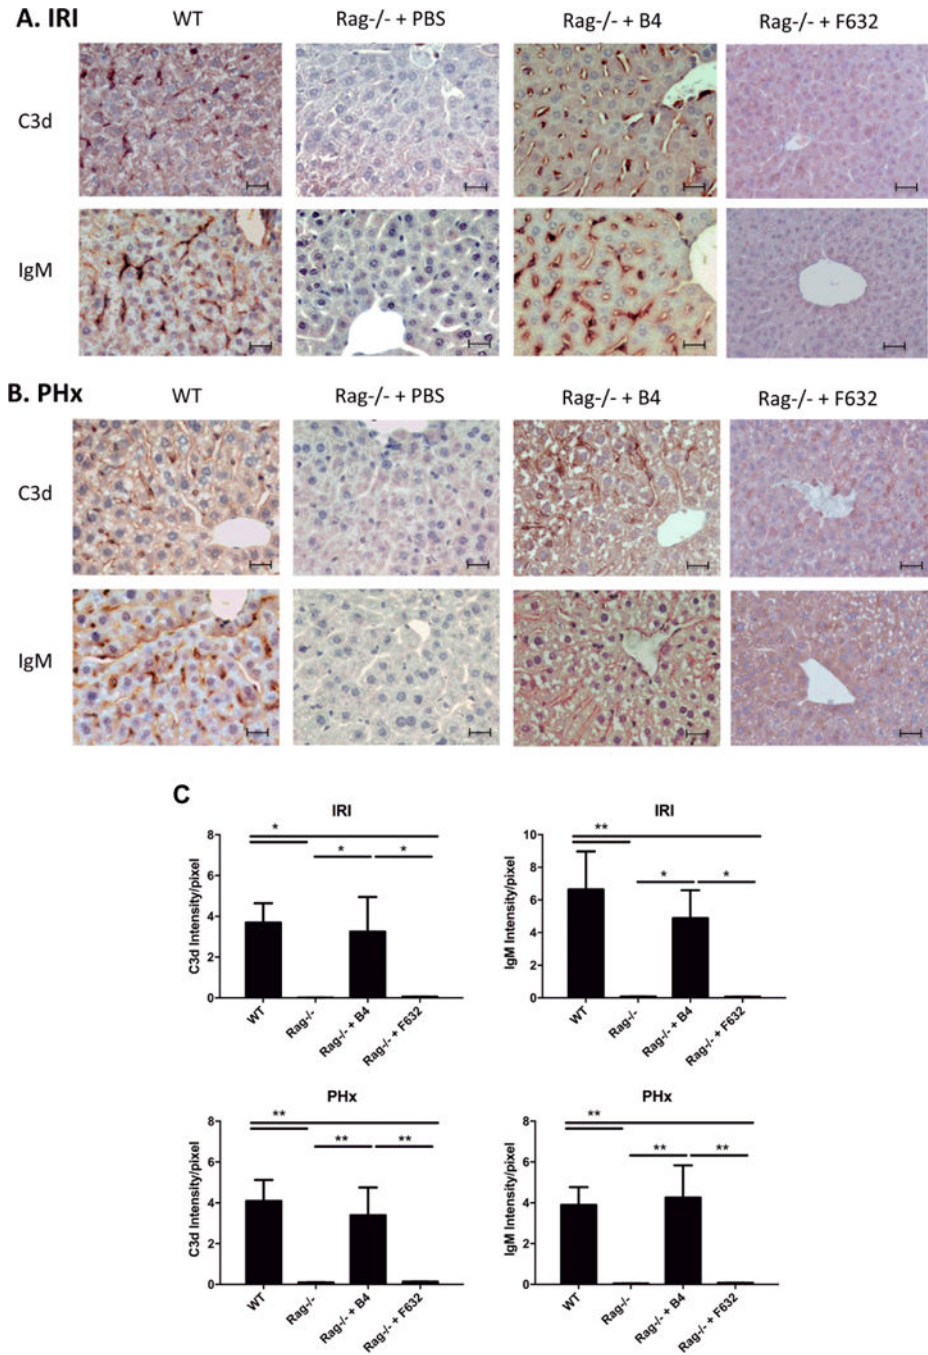 A. IRI
WT
Rag-/- + PBS
Rag-/- + B4
Rag-/- + F632
C3d
IgM
B. PHx
WT
Rag-/- + PBS
Rag-/- + B4
Rag-/- + F632
C3d
IgM
C
IRI
*
*
*
C3d Intensity/pixel
8
6
4
2
0
WT
Rag-/-
Rag-/- + B4
Rag-/- + F632
IRI
**
*
*
IgM Intensity/pixel
10
8
6
4
2
0
WT
Rag-/-
Rag-/- + B4
Rag-/- + F632
PHx
**
**
**
C3d Intensity/pixel
8
6
4
2
0
WT
Rag-/-
Rag-/- + B4
Rag-/- + F632
PHx
**
**
**
IgM Intensity/pixel
8
6
4
2
0
WT
Rag-/-
Rag-/- + B4
Rag-/- + F632